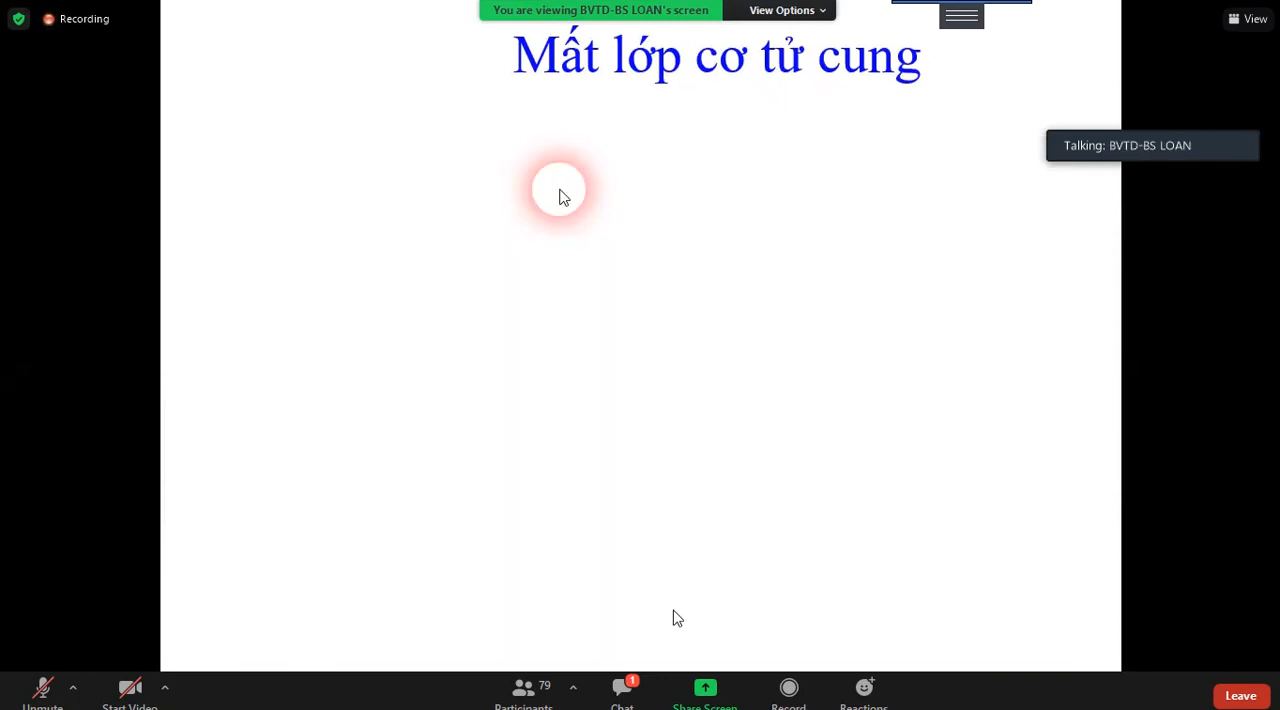 Recording
You are viewing BVTD-BS LOAN's screen
View Options
View
Mất lớp cơ tử cung
Talking: BVTD-BS LOAN
Unmute
Start Video
79
Participants
1
Chat
Share Screen
Record
Reactions
Leave